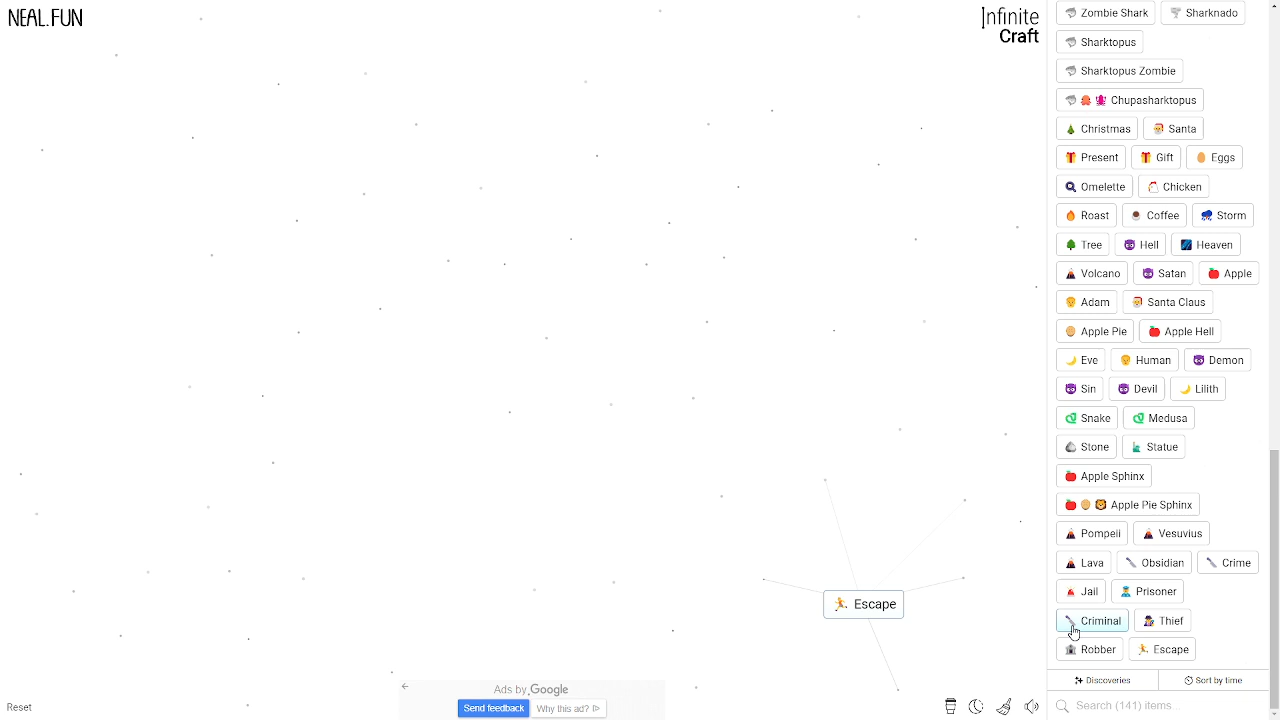 NEAL.FUN
Infinite
Craft
Zombie Shark Sharknado
Sharktopus
Sharktopus Zombie
Chupasharktopus
Christmas Santa
Present Gift Eggs
Omelette Chicken
Roast Coffee Storm
Tree Hell Heaven
Volcano Satan Apple
Adam Santa Claus
Apple Pie Apple Hell
Eve Human Demon
Sin Devil Lilith
Snake Medusa
Stone Statue
Apple Sphinx
Apple Pie Sphinx
Pompeii Vesuvius
Lava Obsidian Crime
Jail Prisoner
Escape
Criminal Thief
Robber Escape
Discoveries Sort by time
Ads by Google
Send feedback Why this ad?
Reset
Search (141) items...